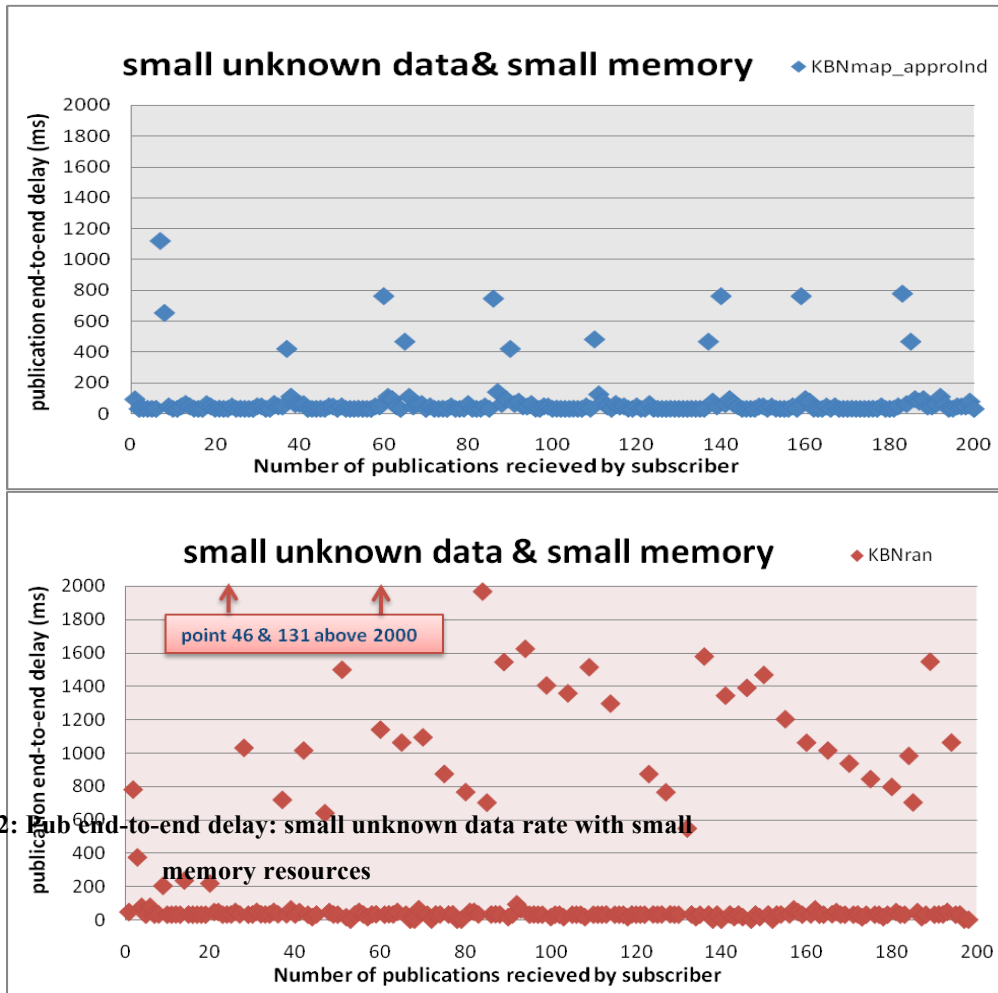 small unknown data& small memory
KBNmap_approInd
publication end-to-end delay (ms)
2000
1800
1600
1400
1200
1000
800
600
400
200
0
0 20 40 60 80 100 120 140 160 180 200
Number of publications recieved by subscriber
small unknown data & small memory
KBNran
publication end-to-end delay (ms)
2000
1800
1600
1400
1200
1000
800
600
400
200
0
point 46 & 131 above 2000
2: Pub end-to-end delay: small unknown data rate with small
memory resources
0 20 40 60 80 100 120 140 160 180 200
Number of publications recieved by subscriber